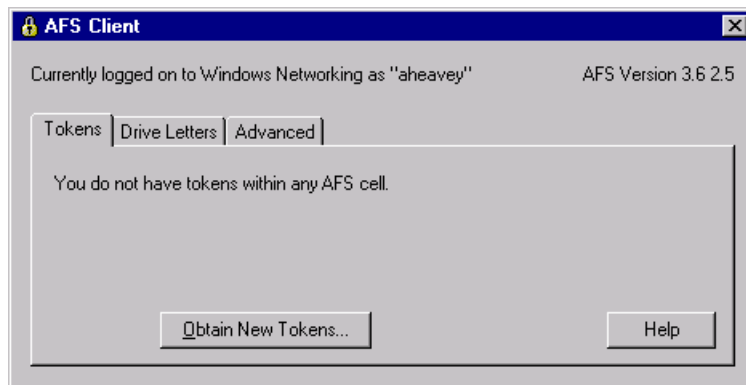 AFS Client
Currently logged on to Windows Networking as "aheavey" AFS Version 3.6 2.5
Tokens Drive Letters Advanced
You do not have tokens within any AFS cell.
Obtain New Tokens... Help